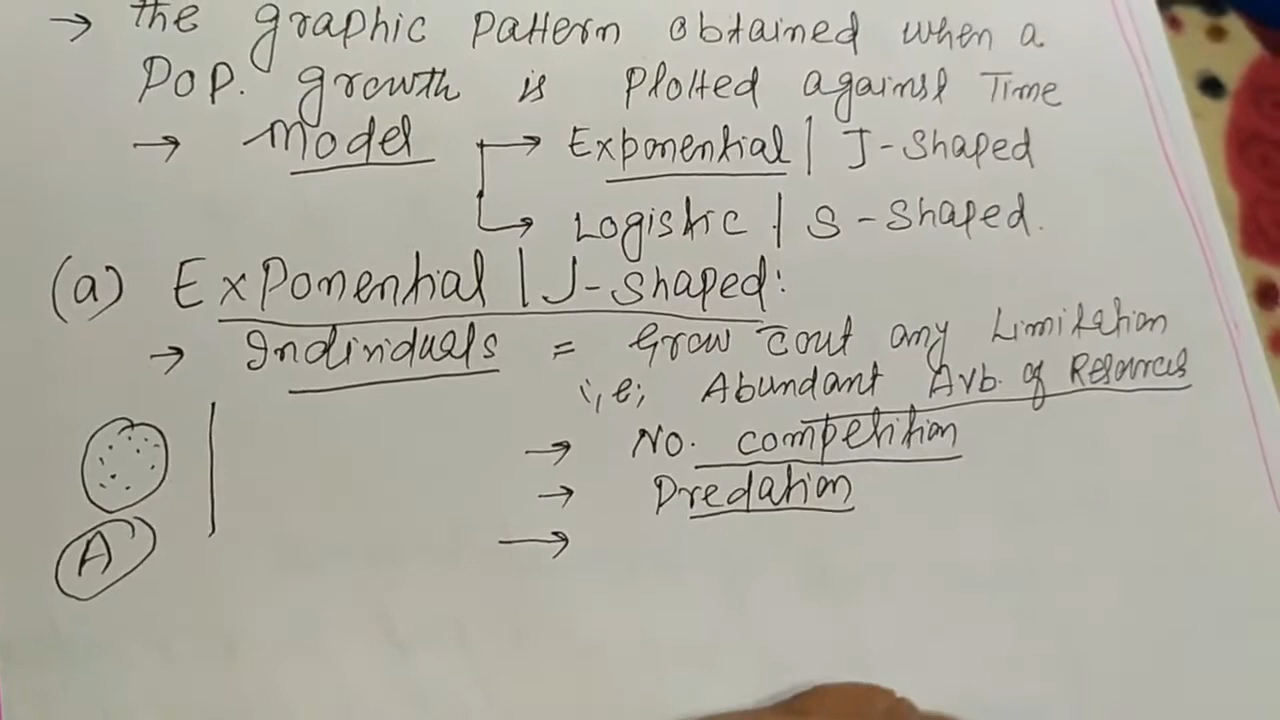 → the graphic pattern obtained when a
Pop. growth is Plotted against Time
→ Model → Exponential | J-Shaped
→ Logistic | S-Shaped.
(a) Exponential | J-Shaped:
→ Individuals = Grow c̄out any Limitation
i,e; Abundant Avb. of Resources
→ No. competition
→ Predation
→
A